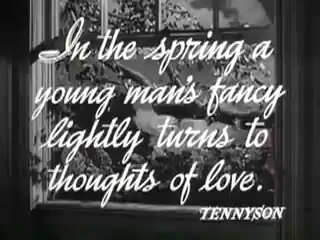 In the spring a
young man's fancy
lightly turns to
thoughts of love.
TENNYSON